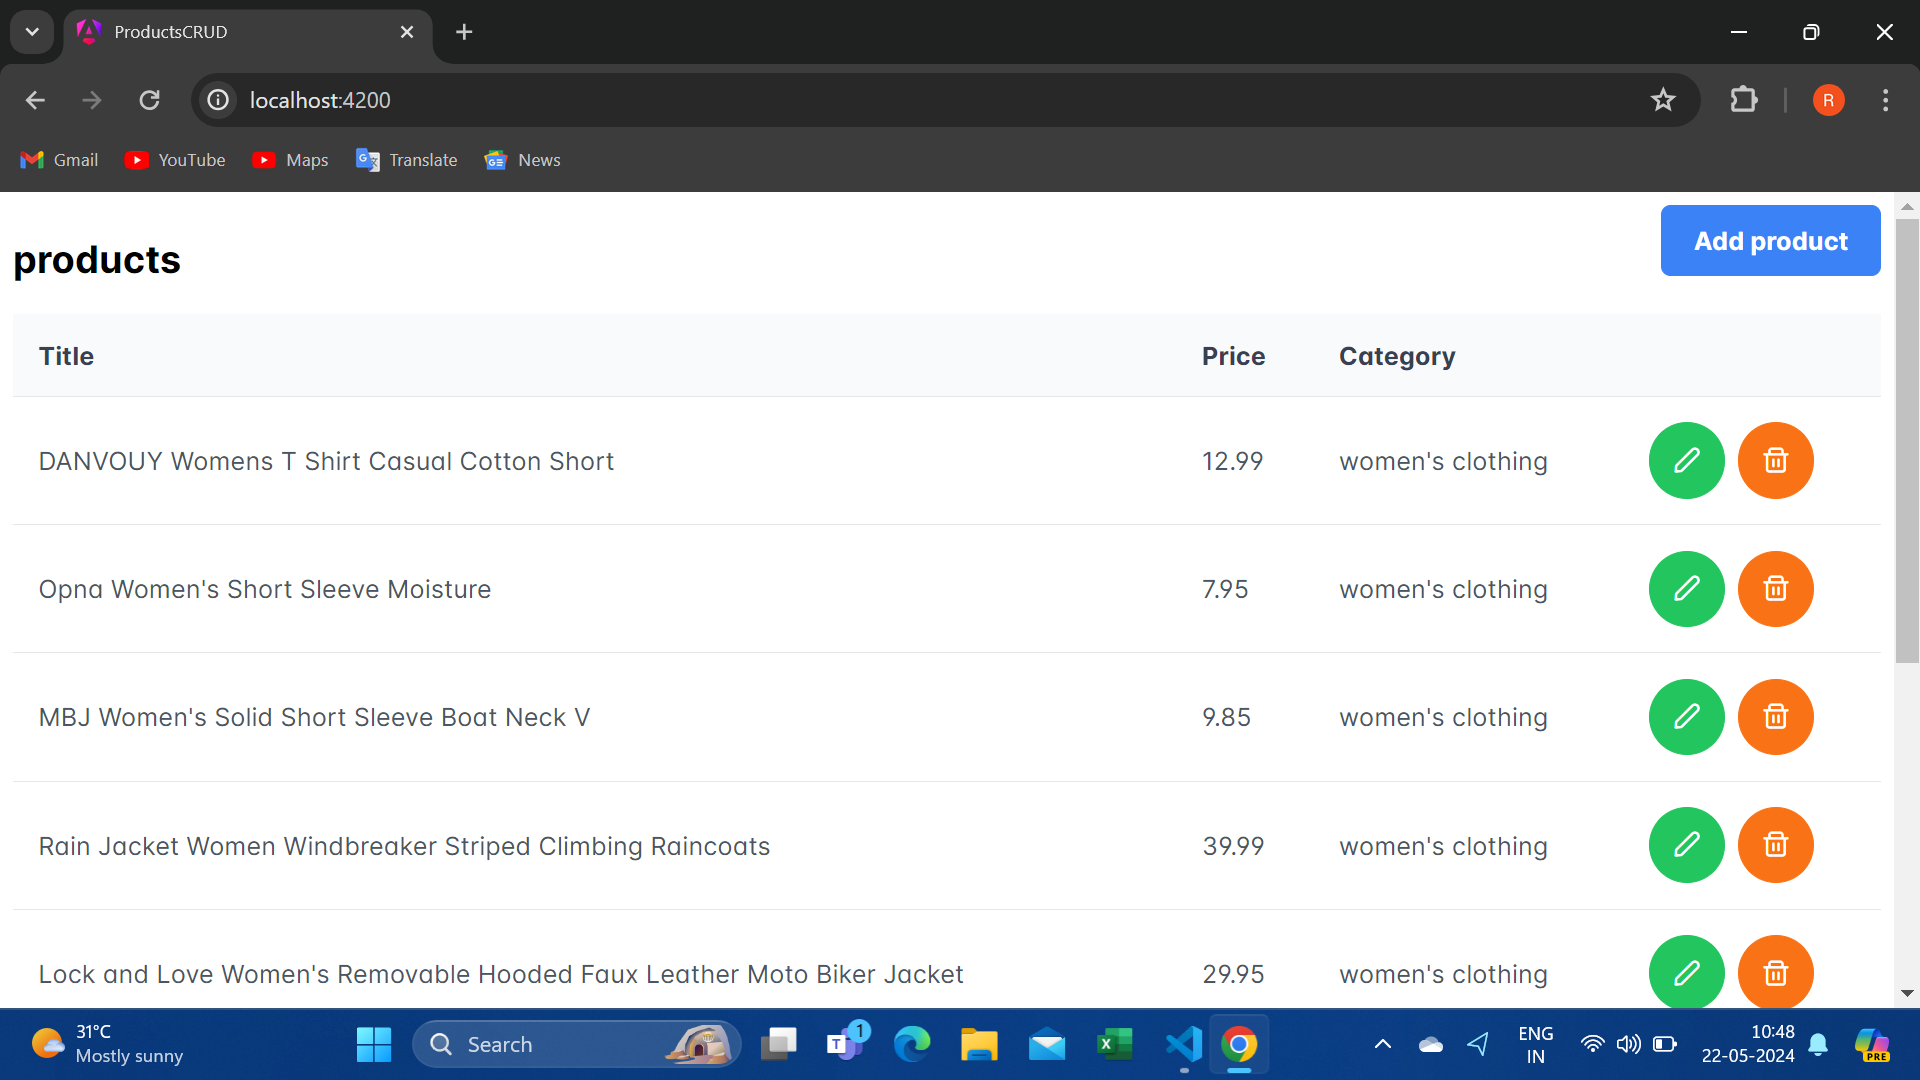 ProductsCRUD
localhost:4200
R
Gmail YouTube Maps Translate News
products
Add product
Title Price Category
DANVOUY Womens T Shirt Casual Cotton Short 12.99 women's clothing
Opna Women's Short Sleeve Moisture 7.95 women's clothing
MBJ Women's Solid Short Sleeve Boat Neck V 9.85 women's clothing
Rain Jacket Women Windbreaker Striped Climbing Raincoats 39.99 women's clothing
Lock and Love Women's Removable Hooded Faux Leather Moto Biker Jacket 29.95 women's clothing
31°C
Mostly sunny
Search
1
ENG
IN
10:48
22-05-2024
PRE